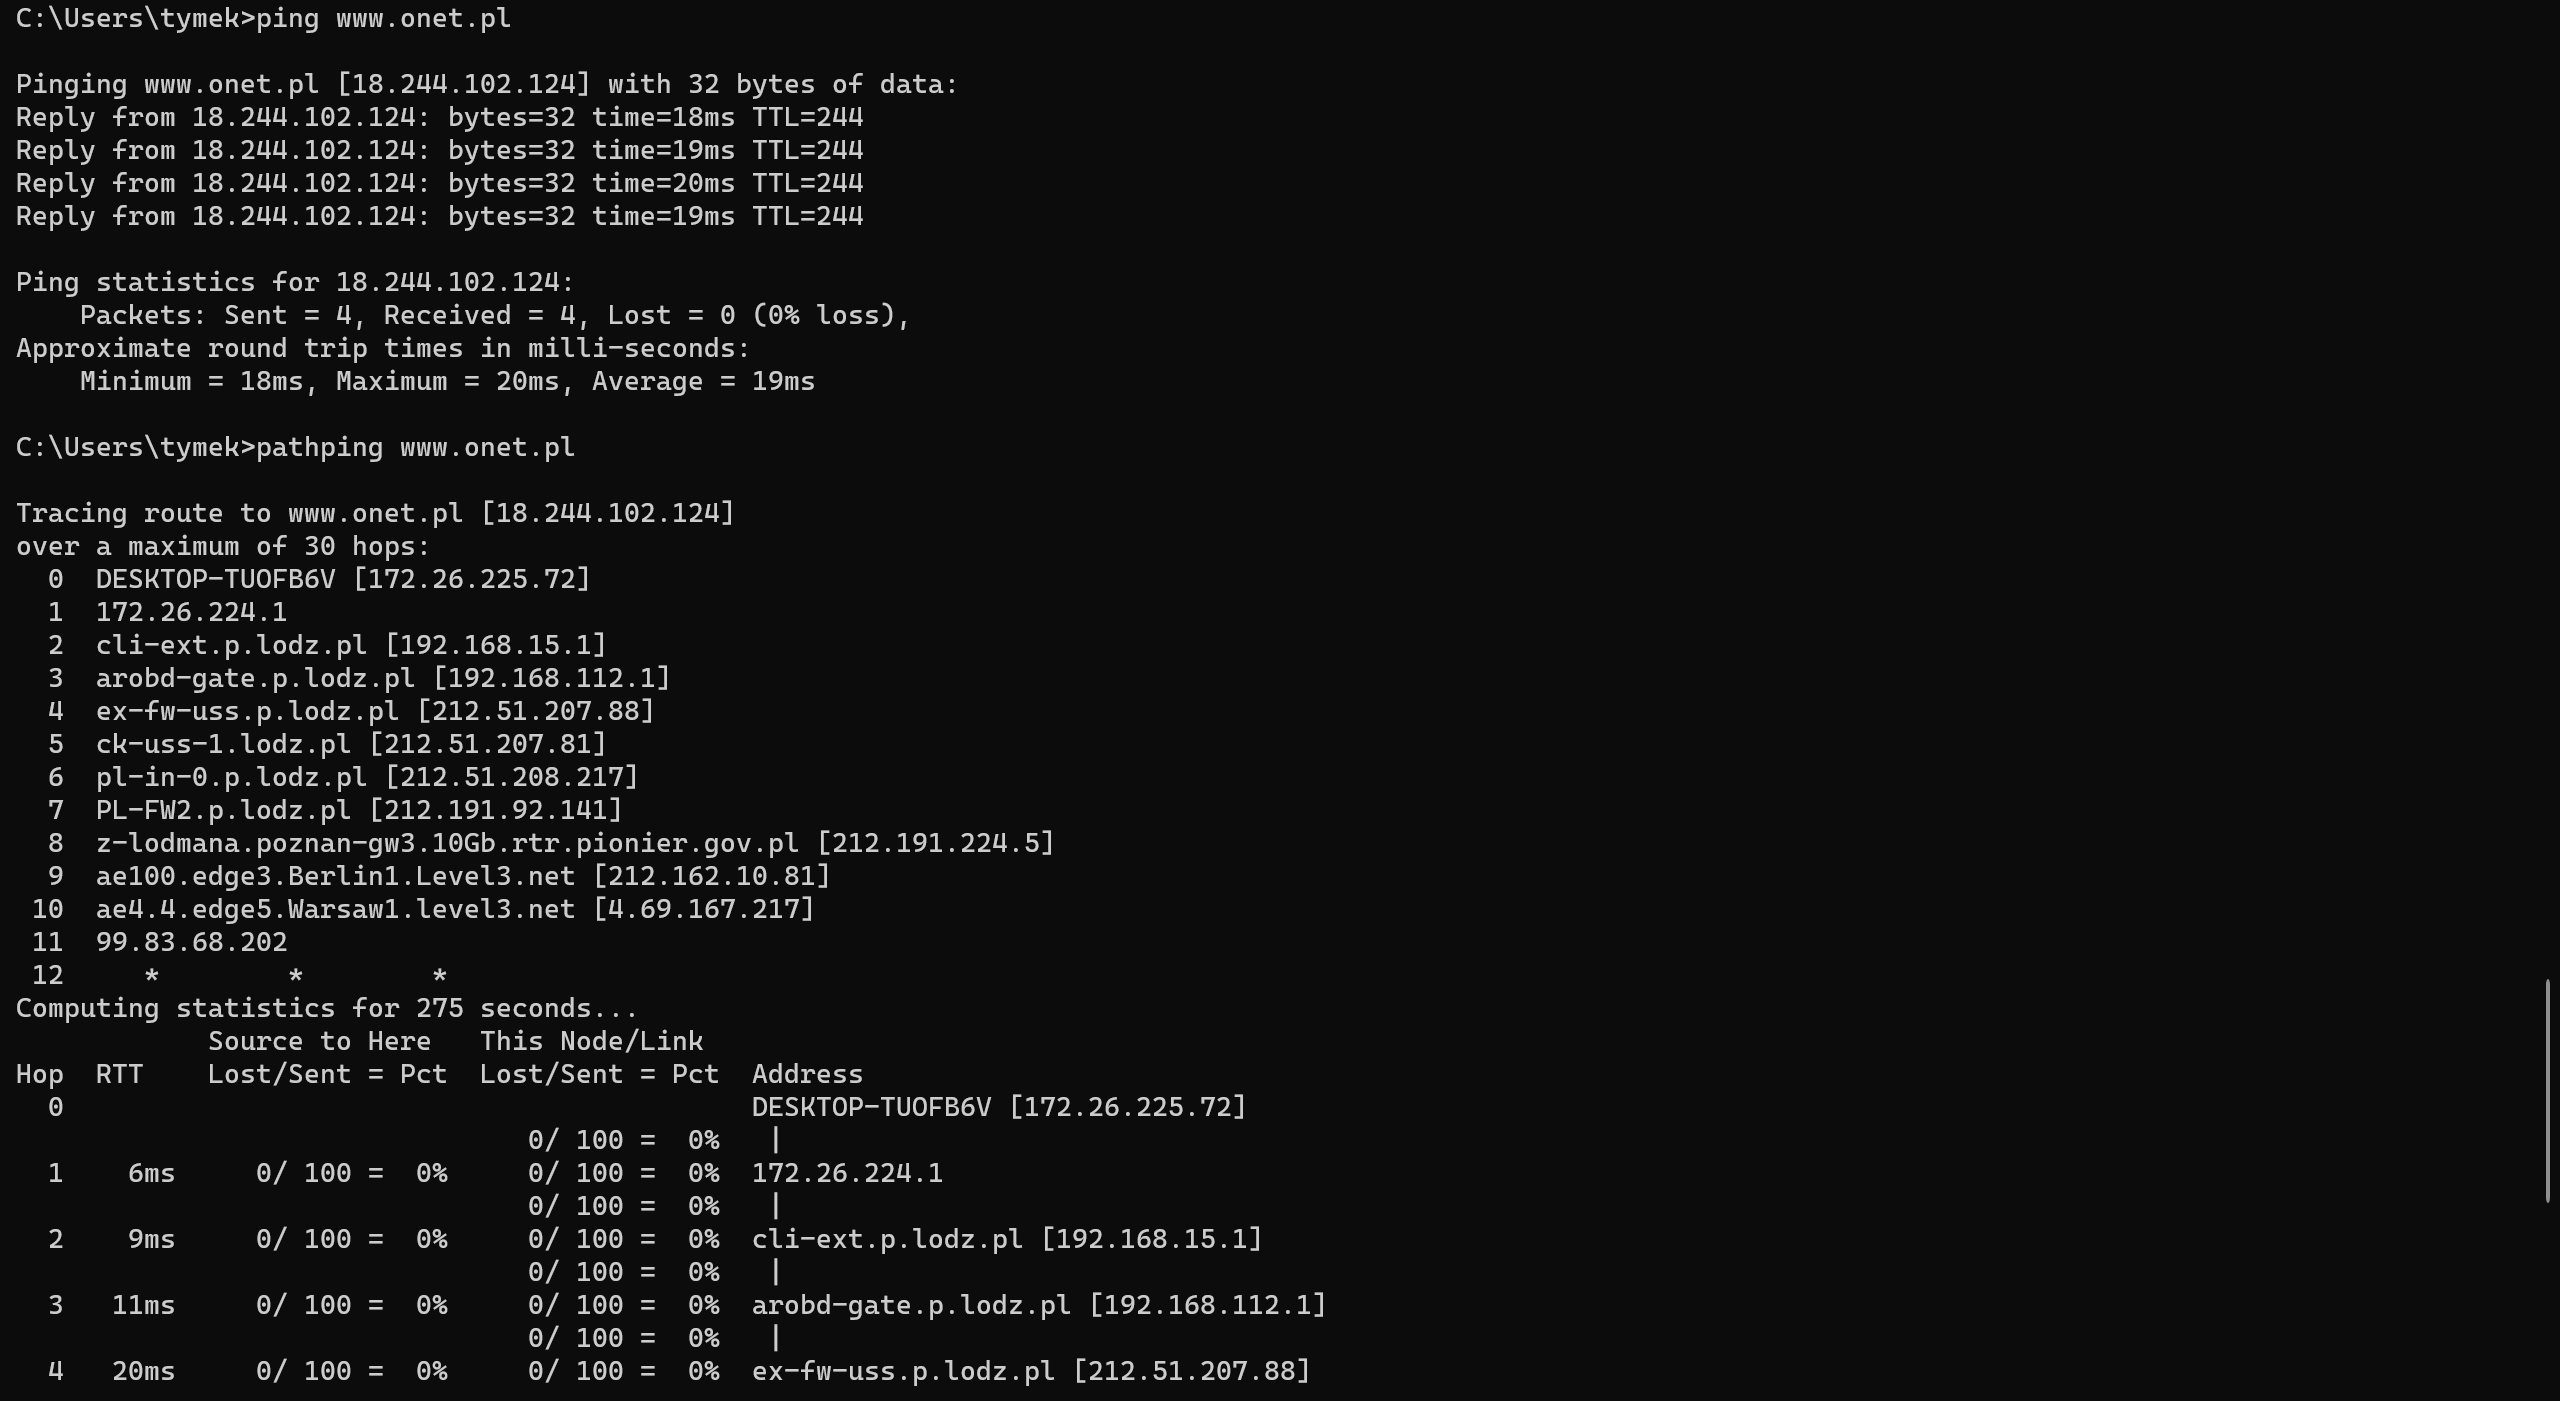 C:\Users\tymek>ping www.onet.pl

Pinging www.onet.pl [18.244.102.124] with 32 bytes of data:
Reply from 18.244.102.124: bytes=32 time=18ms TTL=244
Reply from 18.244.102.124: bytes=32 time=19ms TTL=244
Reply from 18.244.102.124: bytes=32 time=20ms TTL=244
Reply from 18.244.102.124: bytes=32 time=19ms TTL=244

Ping statistics for 18.244.102.124:
    Packets: Sent = 4, Received = 4, Lost = 0 (0% loss),
Approximate round trip times in milli-seconds:
    Minimum = 18ms, Maximum = 20ms, Average = 19ms

C:\Users\tymek>pathping www.onet.pl

Tracing route to www.onet.pl [18.244.102.124]
over a maximum of 30 hops:
  0  DESKTOP-TUOFB6V [172.26.225.72]
  1  172.26.224.1
  2  cli-ext.p.lodz.pl [192.168.15.1]
  3  arobd-gate.p.lodz.pl [192.168.112.1]
  4  ex-fw-uss.p.lodz.pl [212.51.207.88]
  5  ck-uss-1.lodz.pl [212.51.207.81]
  6  pl-in-0.p.lodz.pl [212.51.208.217]
  7  PL-FW2.p.lodz.pl [212.191.92.141]
  8  z-lodmana.poznan-gw3.10Gb.rtr.pionier.gov.pl [212.191.224.5]
  9  ae100.edge3.Berlin1.Level3.net [212.162.10.81]
 10  ae4.4.edge5.Warsaw1.level3.net [4.69.167.217]
 11  99.83.68.202
 12     *        *        *
Computing statistics for 275 seconds...
            Source to Here   This Node/Link
Hop  RTT    Lost/Sent = Pct  Lost/Sent = Pct  Address
  0                                           DESKTOP-TUOFB6V [172.26.225.72]
                                0/ 100 =  0%   |
  1    6ms     0/ 100 =  0%     0/ 100 =  0%  172.26.224.1
                                0/ 100 =  0%   |
  2    9ms     0/ 100 =  0%     0/ 100 =  0%  cli-ext.p.lodz.pl [192.168.15.1]
                                0/ 100 =  0%   |
  3   11ms     0/ 100 =  0%     0/ 100 =  0%  arobd-gate.p.lodz.pl [192.168.112.1]
                                0/ 100 =  0%   |
  4   20ms     0/ 100 =  0%     0/ 100 =  0%  ex-fw-uss.p.lodz.pl [212.51.207.88]